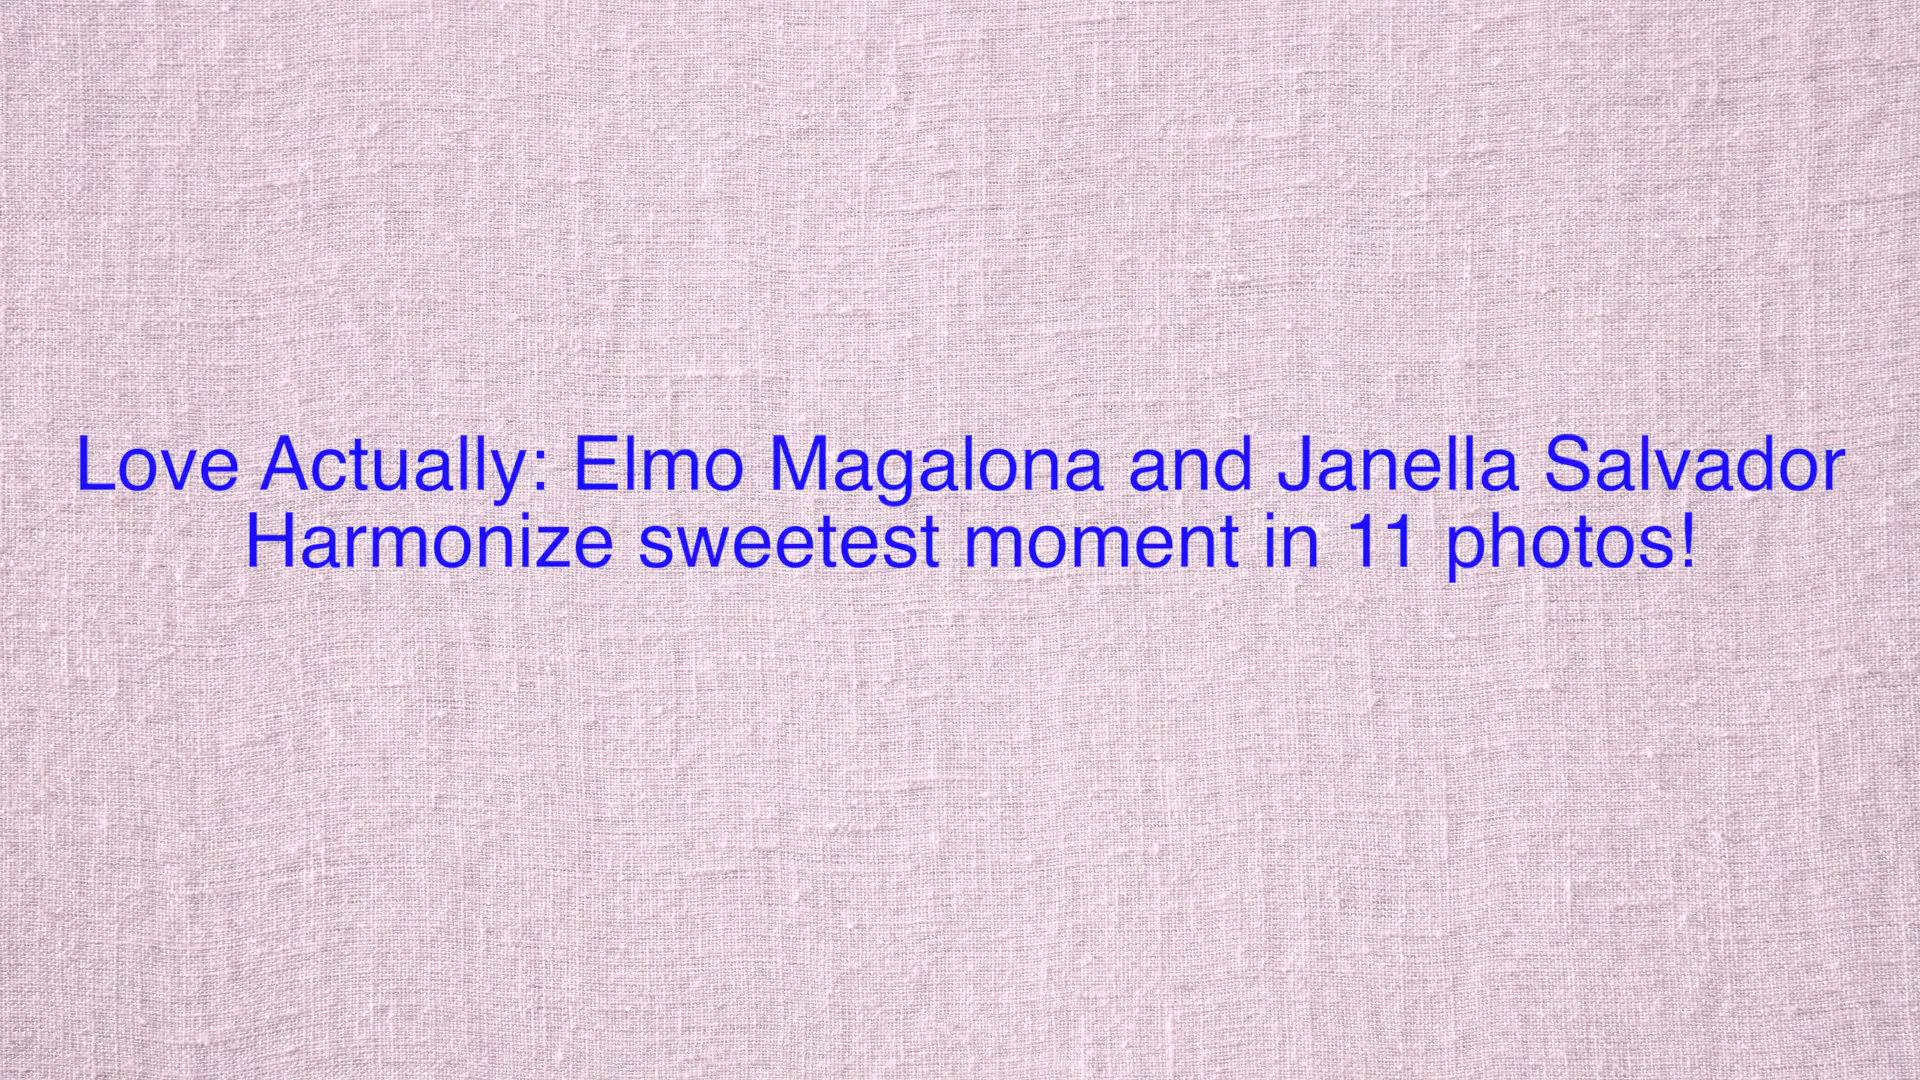 Love Actually: Elmo Magalona and Janella Salvador
Harmonize sweetest moment in 11 photos!